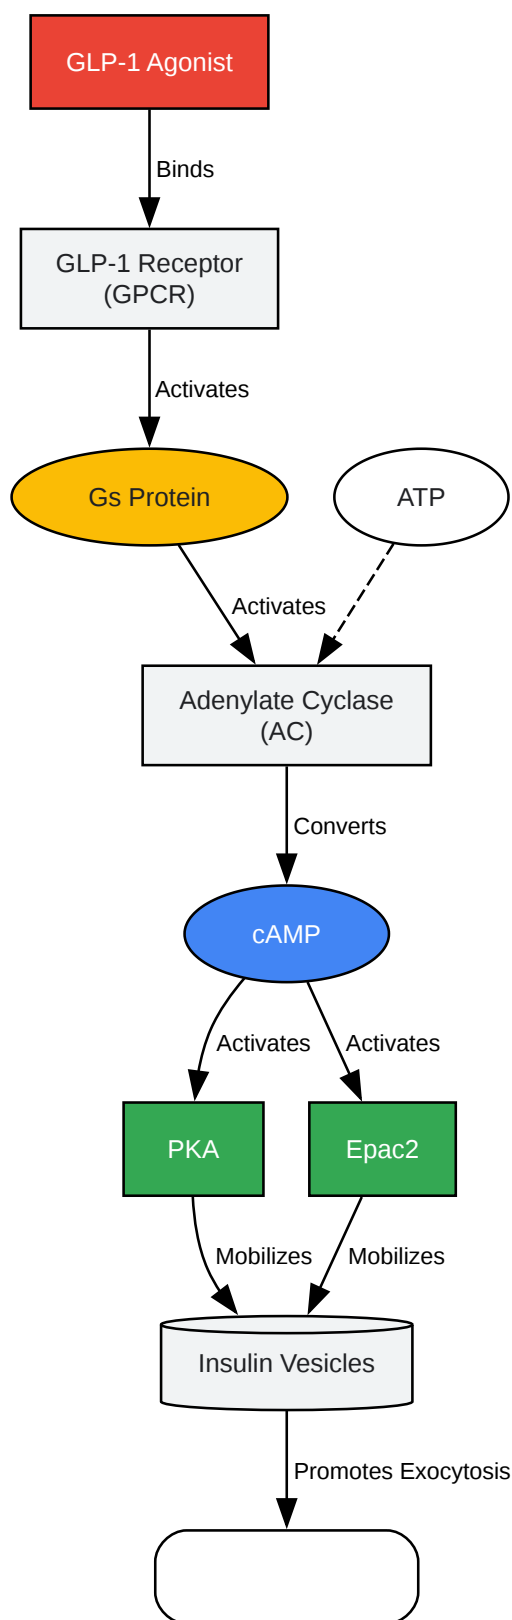 GLP-1 Agonist
Binds
GLP-1 Receptor
(GPCR)
Activates
Gs Protein
ATP
Activates
Adenylate Cyclase
(AC)
Converts
cAMP
Activates
Activates
PKA
Epac2
Mobilizes
Mobilizes
Insulin Vesicles
Promotes Exocytosis